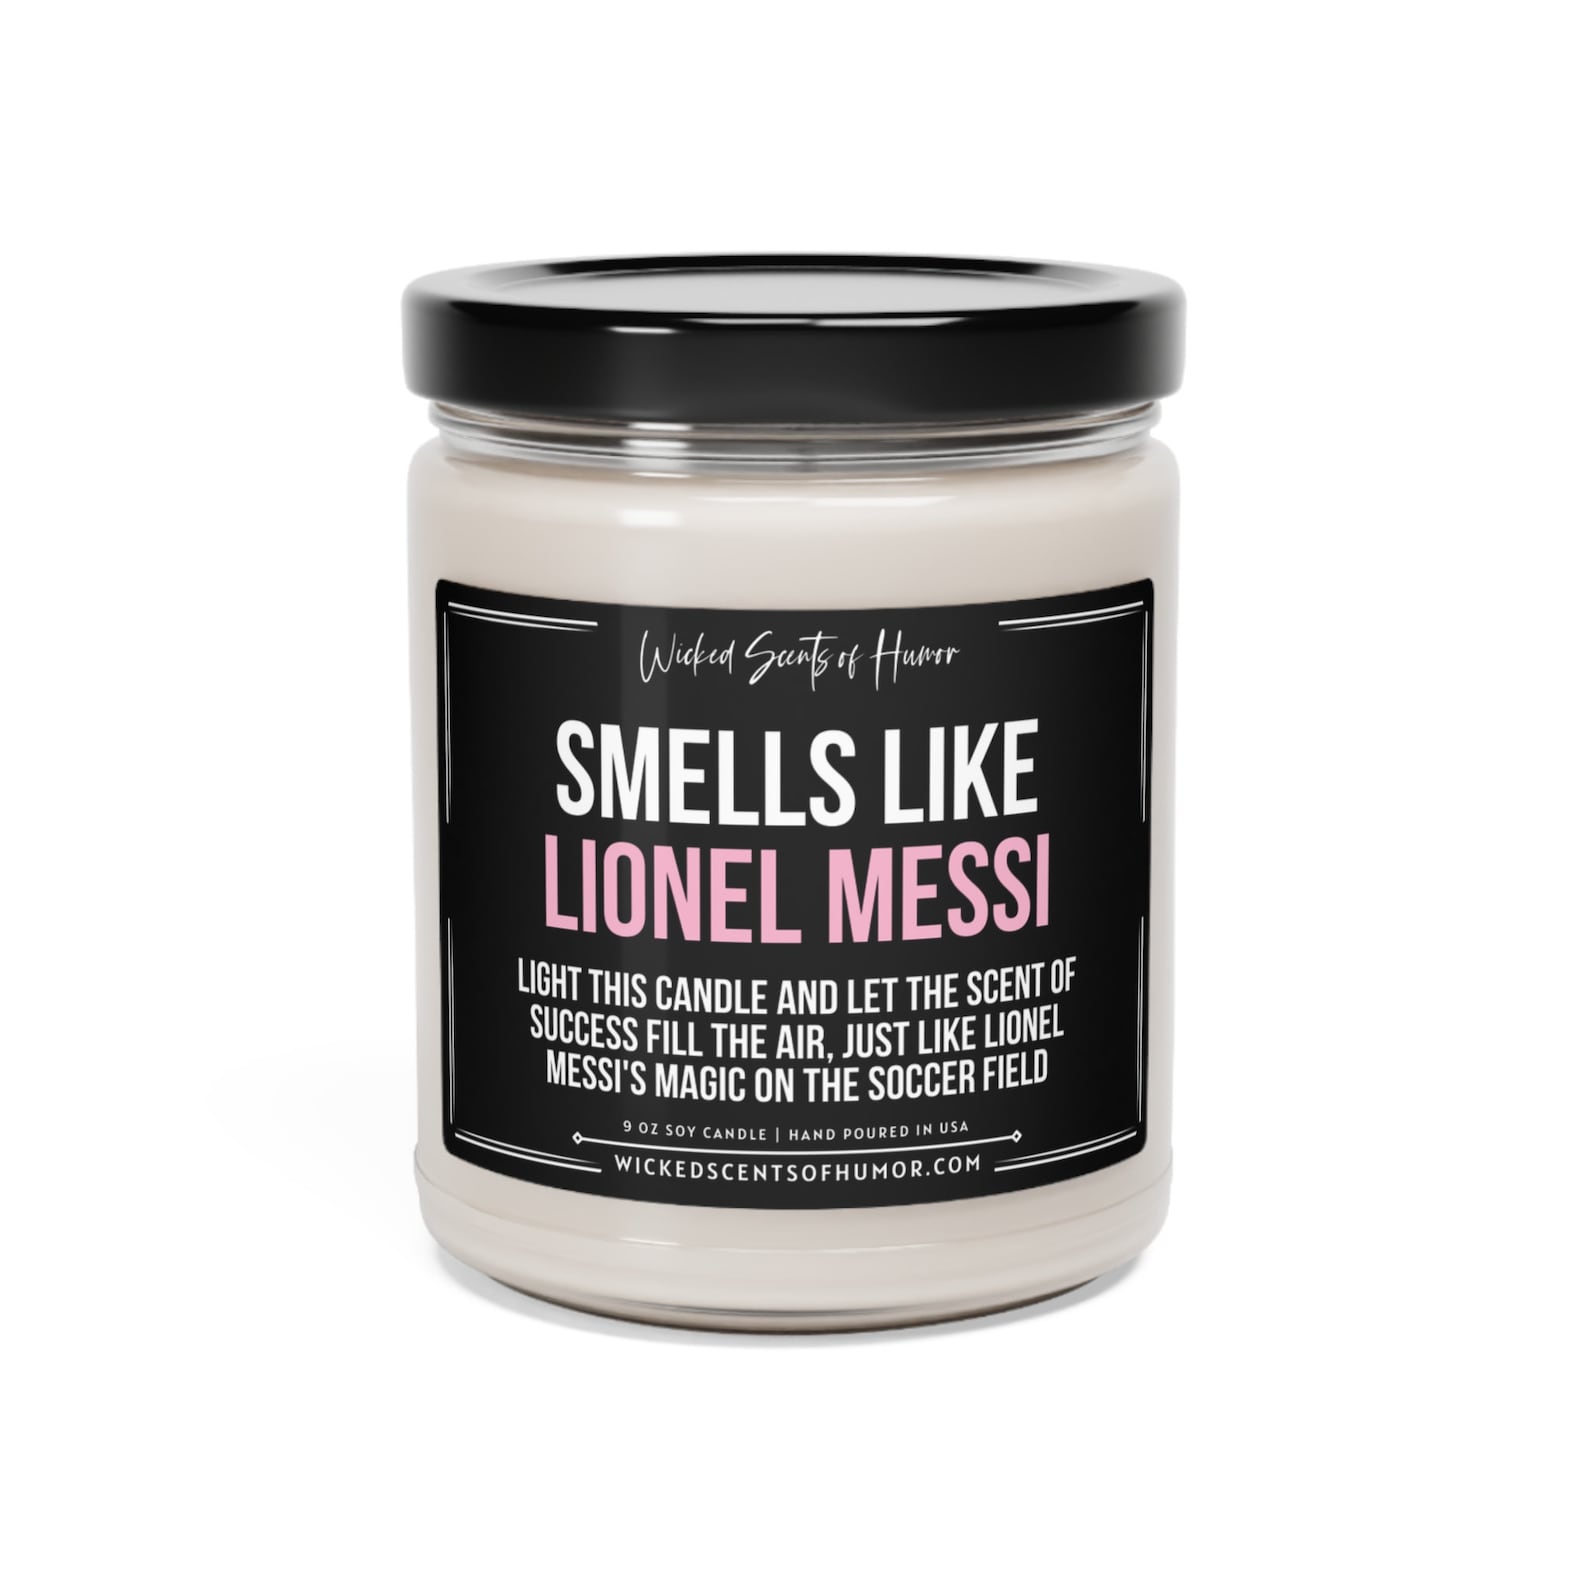 Wicked Scents of Humor
SMELLS LIKE
LIONEL MESSI
LIGHT THIS CANDLE AND LET THE SCENT OF
SUCCESS FILL THE AIR, JUST LIKE LIONEL
MESSI'S MAGIC ON THE SOCCER FIELD
9 OZ SOY CANDLE | HAND POURED IN USA
WICKEDSCENTSOFHUMOR.COM